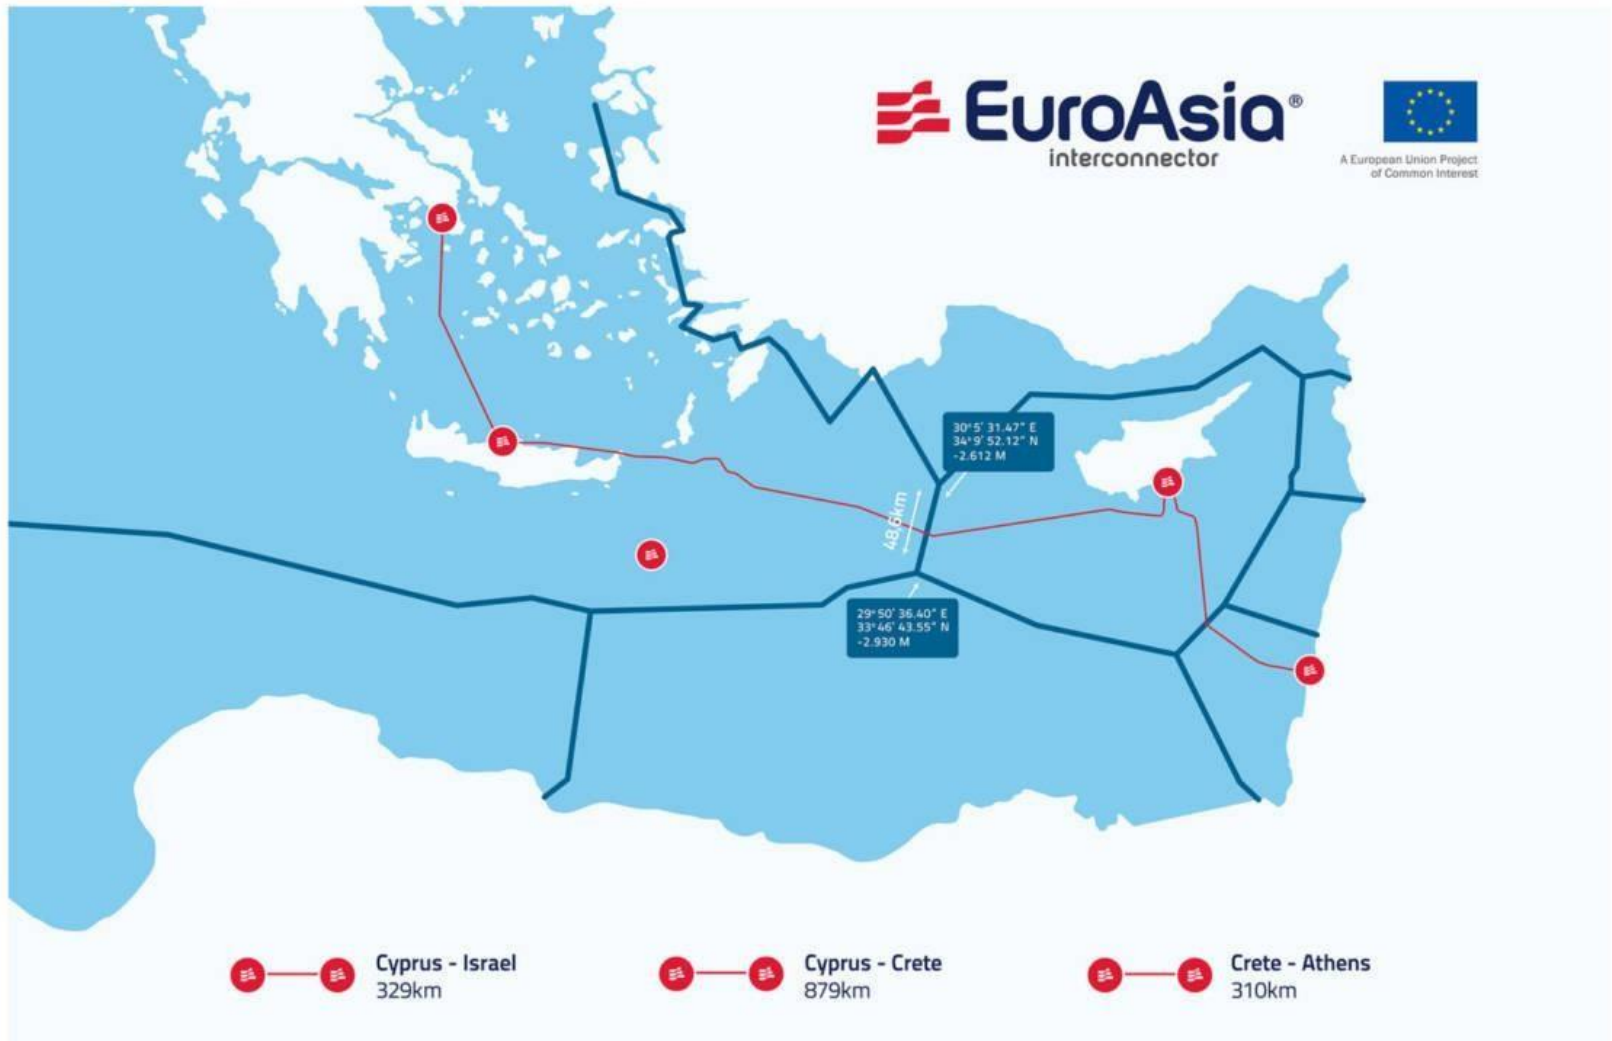 EuroAsia®
interconnector
A European Union Project
of Common Interest
30° 5' 31.47" E
34° 9' 52.12" N
-2.612 M
48.6km
29° 50' 36.40" E
33° 46' 43.55" N
-2.930 M
Cyprus - Israel
329km
Cyprus - Crete
879km
Crete - Athens
310km